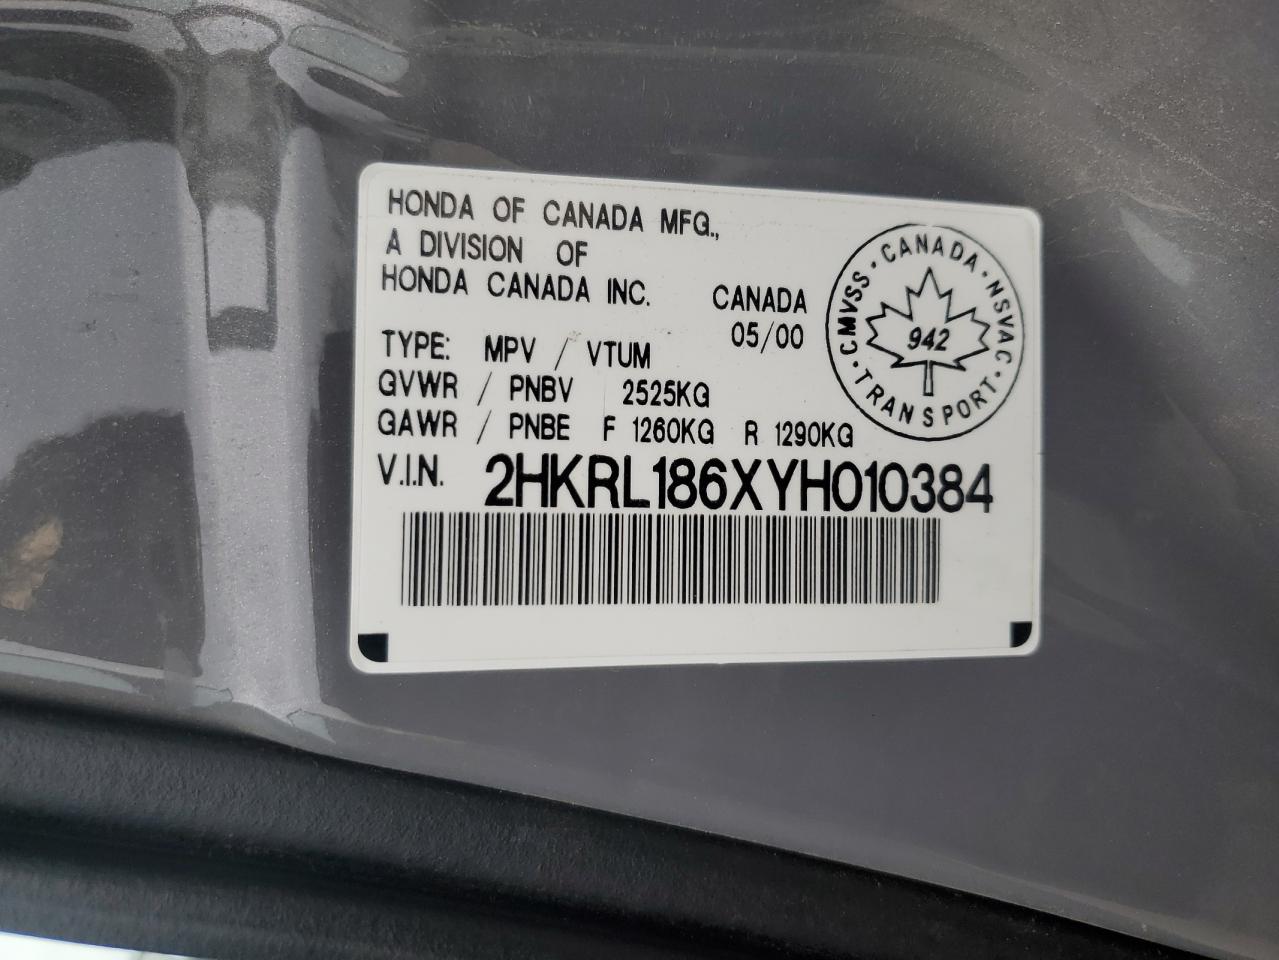 HONDA OF CANADA MFG.,
A DIVISION OF
HONDA CANADA INC. CANADA
05/00
TYPE: MPV / VTUM
GVWR / PNBV 2525KG
GAWR / PNBE F 1260KG R 1290KG
V.I.N. 2HKRL186XYH010384
CMVSS · CANADA · NSVAC · TRANSPORT ·
942